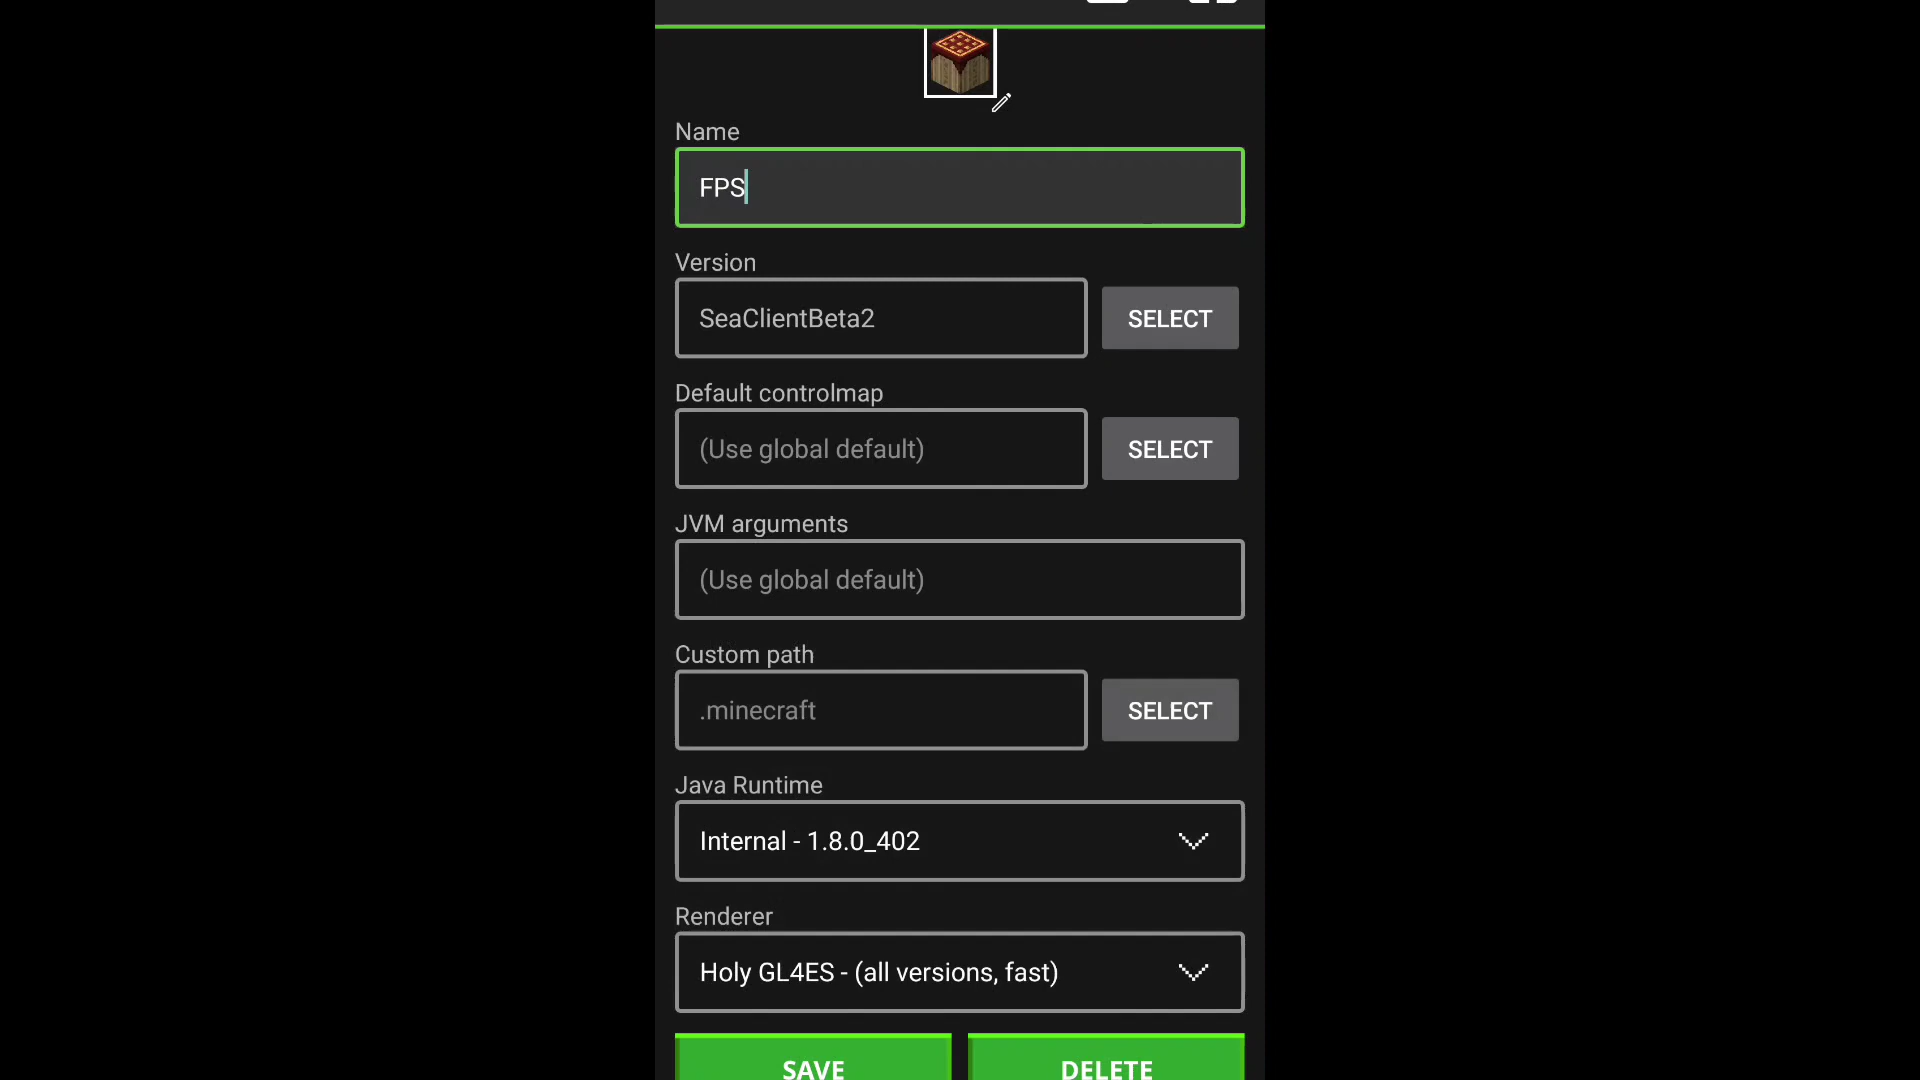 Name
FPS
Version
SeaClientBeta2
SELECT
Default controlmap
(Use global default)
SELECT
JVM arguments
(Use global default)
Custom path
.minecraft
SELECT
Java Runtime
Internal - 1.8.0_402
Renderer
Holy GL4ES - (all versions, fast)
SAVE
DELETE